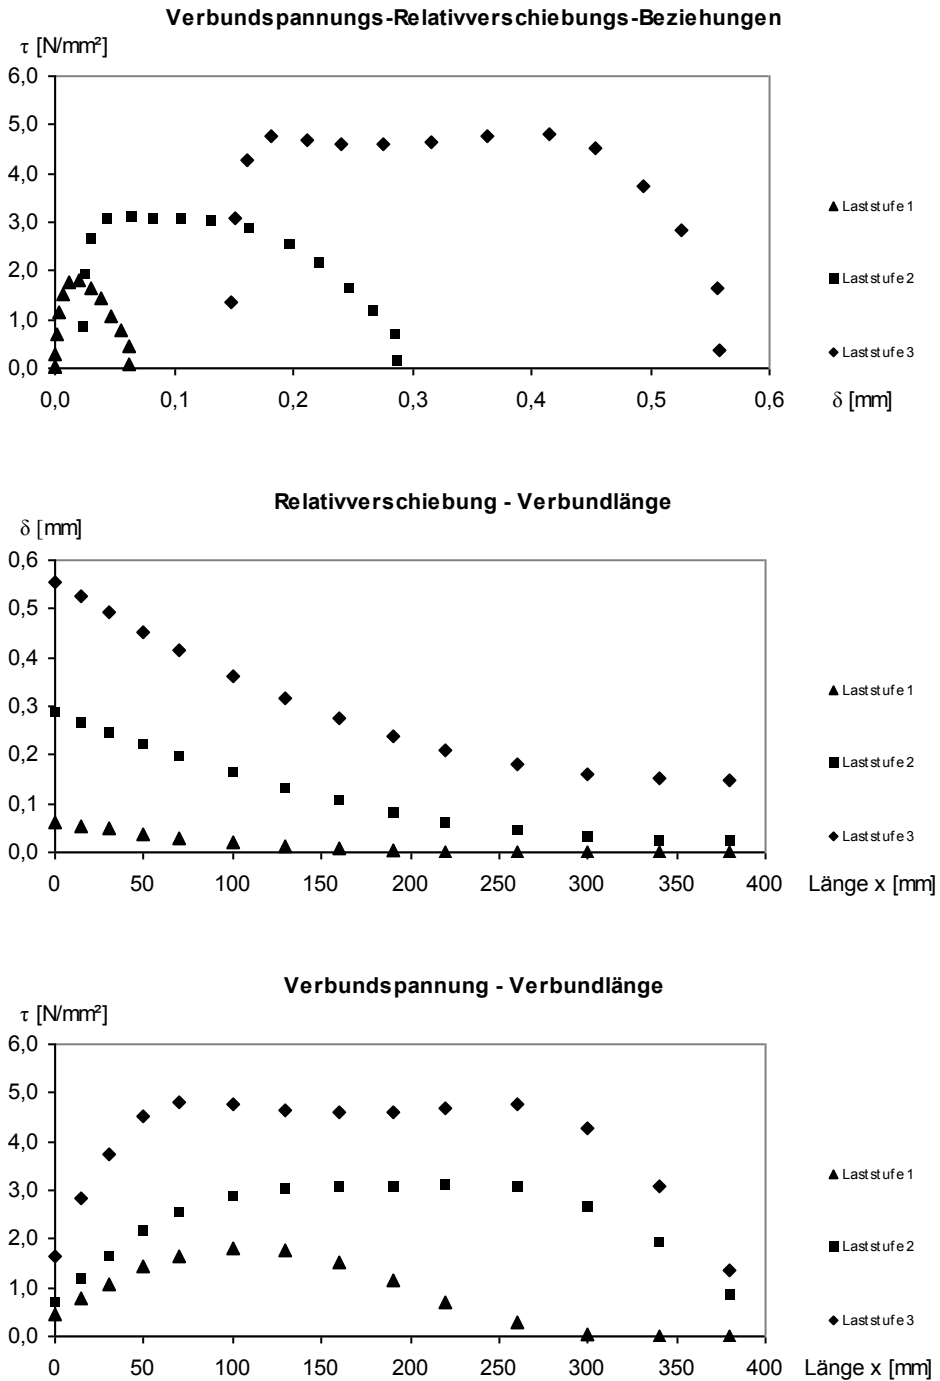 Verbundspannungs-Relativverschiebungs-Beziehungen
τ [N/mm²]
6,0
5,0
4,0
3,0
2,0
1,0
0,0
0,0 0,1 0,2 0,3 0,4 0,5 0,6 δ [mm]
Laststufe 1
Laststufe 2
Laststufe 3
Relativverschiebung - Verbundlänge
δ [mm]
0,6
0,5
0,4
0,3
0,2
0,1
0,0
0 50 100 150 200 250 300 350 400 Länge x [mm]
Laststufe 1
Laststufe 2
Laststufe 3
Verbundspannung - Verbundlänge
τ [N/mm²]
6,0
5,0
4,0
3,0
2,0
1,0
0,0
0 50 100 150 200 250 300 350 400 Länge x [mm]
Laststufe 1
Laststufe 2
Laststufe 3